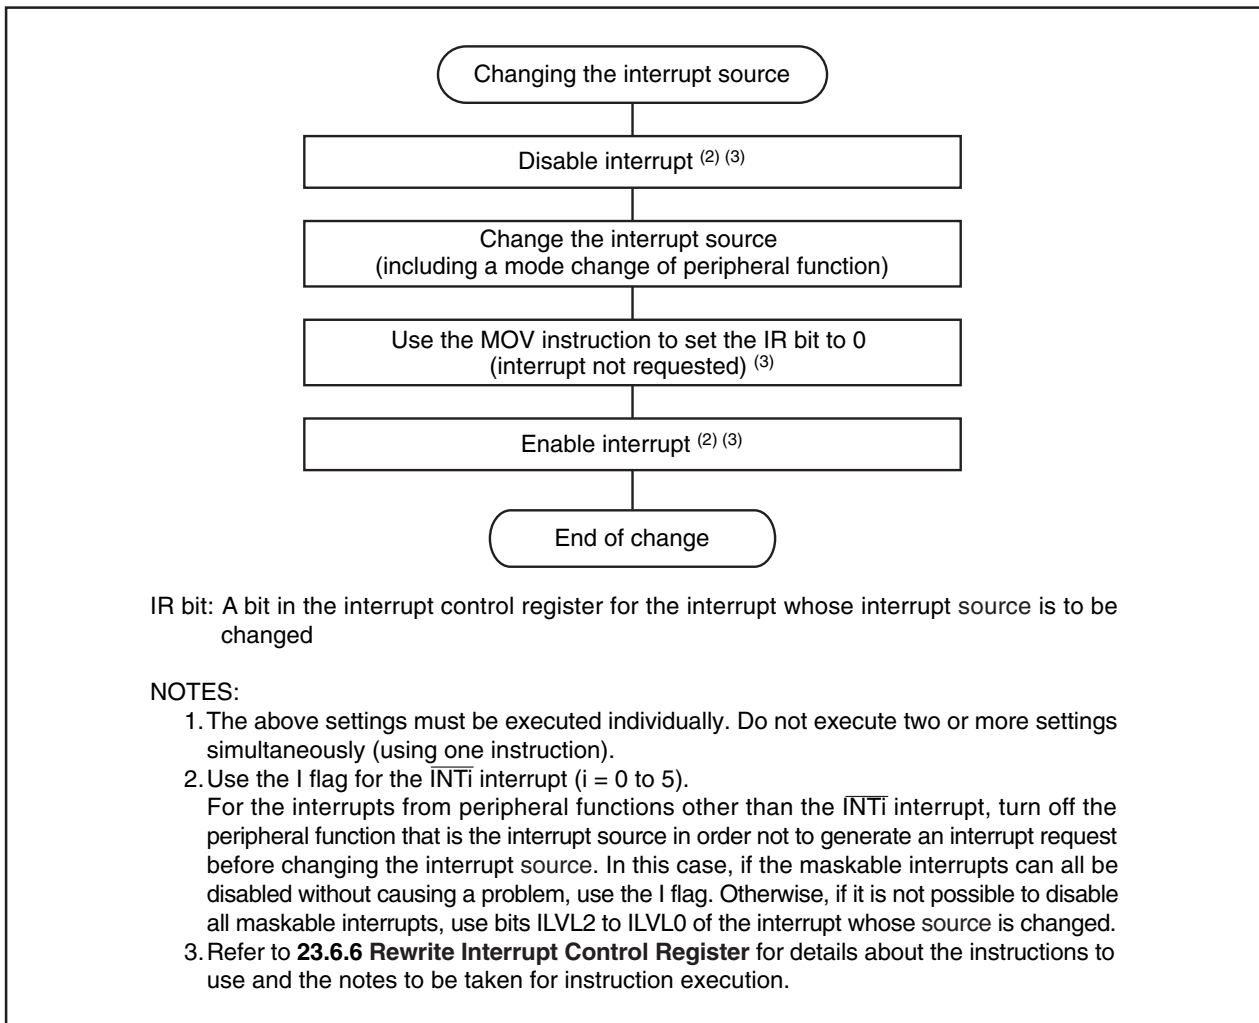 Changing the interrupt source
Disable interrupt (2) (3)
Change the interrupt source
(including a mode change of peripheral function)
Use the MOV instruction to set the IR bit to 0
(interrupt not requested) (3)
Enable interrupt (2) (3)
End of change
IR bit: A bit in the interrupt control register for the interrupt whose interrupt source is to be
changed
NOTES:
1. The above settings must be executed individually. Do not execute two or more settings
simultaneously (using one instruction).
2. Use the I flag for the I̅N̅T̅i̅ interrupt (i = 0 to 5).
For the interrupts from peripheral functions other than the I̅N̅T̅i̅ interrupt, turn off the
peripheral function that is the interrupt source in order not to generate an interrupt request
before changing the interrupt source. In this case, if the maskable interrupts can all be
disabled without causing a problem, use the I flag. Otherwise, if it is not possible to disable
all maskable interrupts, use bits ILVL2 to ILVL0 of the interrupt whose source is changed.
3. Refer to 23.6.6 Rewrite Interrupt Control Register for details about the instructions to
use and the notes to be taken for instruction execution.